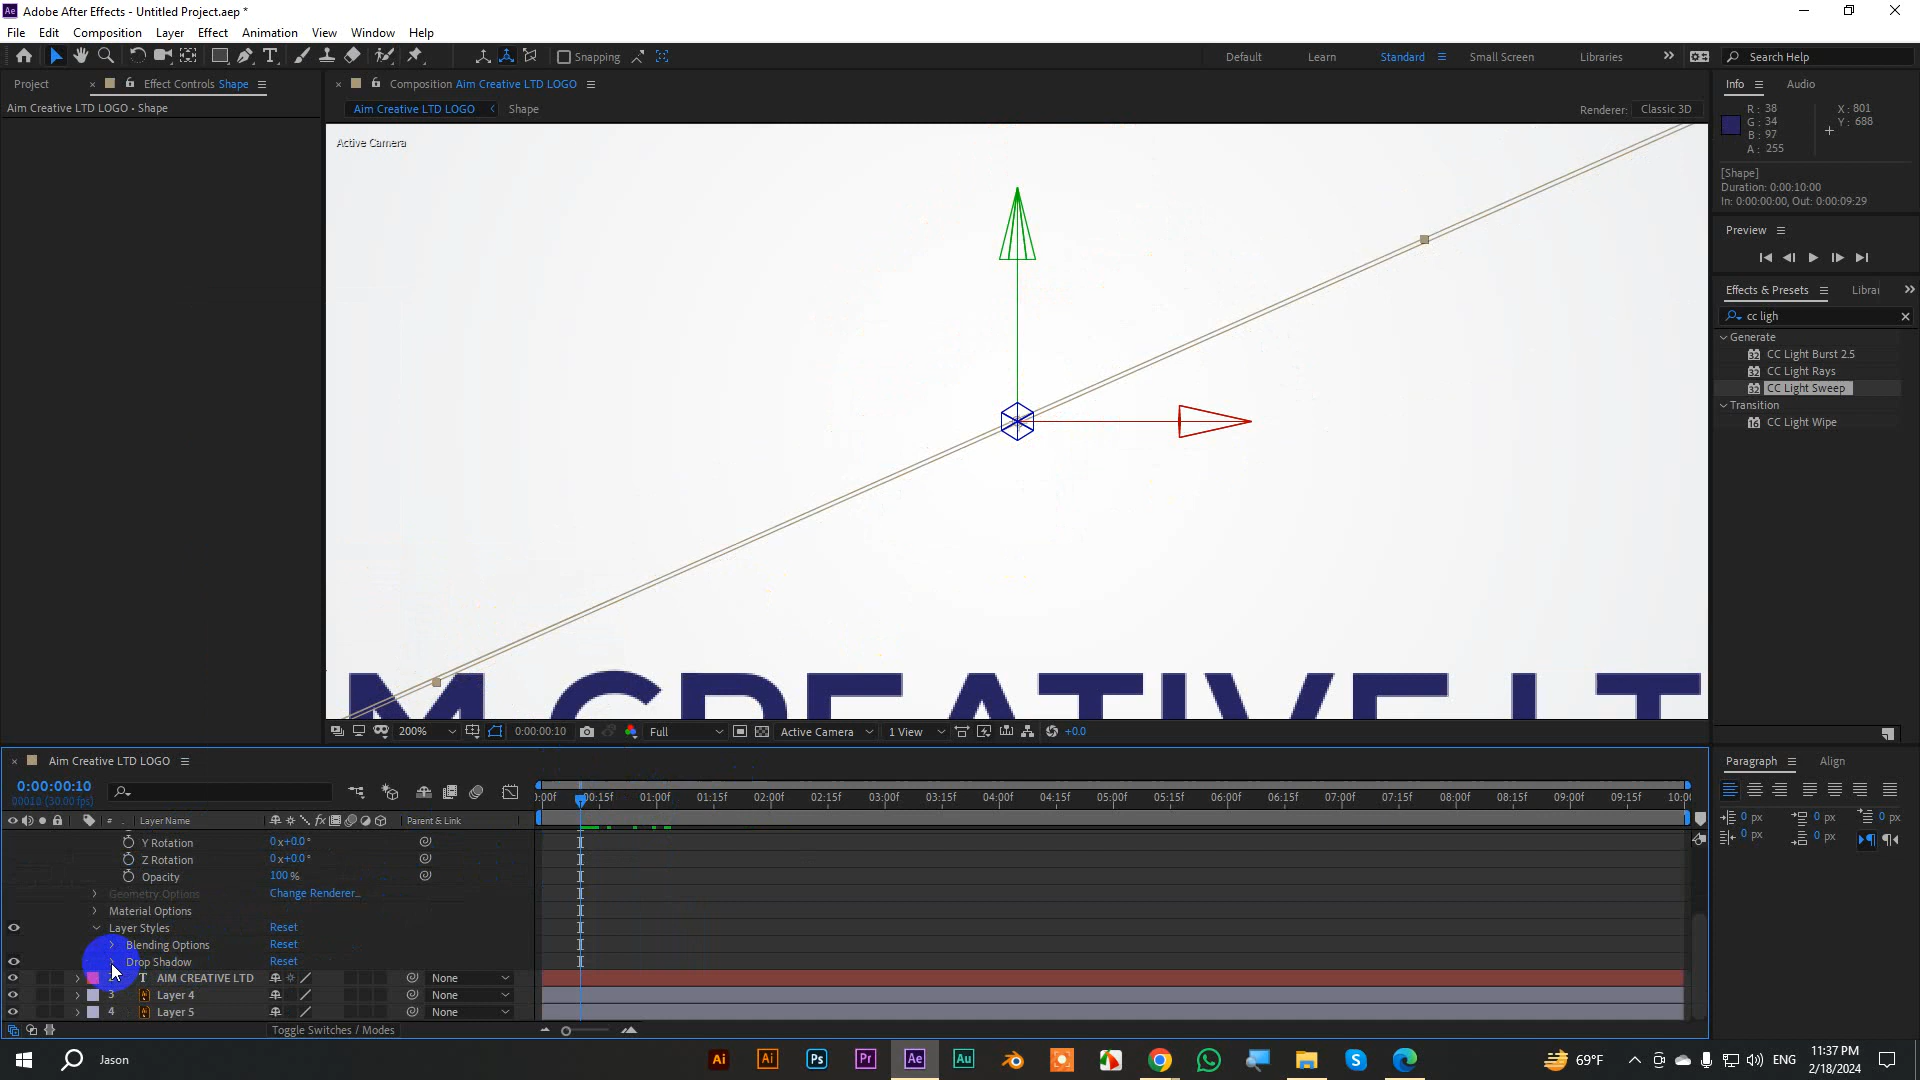 Adobe After Effects - Untitled Project.aep *
File Edit Composition Layer Effect Animation View Window Help
Snapping
Default Learn Standard Small Screen Libraries
Search Help
Project
Effect Controls Shape
Aim Creative LTD LOGO • Shape
Composition Aim Creative LTD LOGO
Aim Creative LTD LOGO Shape
Renderer: Classic 3D
Active Camera
M CREATIVE LT
200% 0:00:00:10 Full Active Camera 1 View +0.0
Info Audio
R: 38 X: 801
G: 34 Y: 688
B: 97
A: 255
[Shape]
Duration: 0:00:10:00
In: 0:00:00:00, Out: 0:00:09:29
Preview
Effects & Presets Librai
cc ligh
Generate
CC Light Burst 2.5
CC Light Rays
CC Light Sweep
Transition
CC Light Wipe
Paragraph Align
0 px 0 px 0 px
0 px 0 px
Aim Creative LTD LOGO
0:00:00:10
00010 (30.00 fps)
# Layer Name fx Parent & Link
:00f 00:15f 01:00f 01:15f 02:00f 02:15f 03:00f 03:15f 04:00f 04:15f 05:00f 05:15f 06:00f 06:15f 07:00f 07:15f 08:00f 08:15f 09:00f 09:15f 10:0
Y Rotation 0x+0.0°
Z Rotation 0x+0.0°
Opacity 100%
Geometry Options Change Renderer...
Material Options
Layer Styles Reset
Blending Options Reset
Drop Shadow Reset
T AIM CREATIVE LTD None
3 Layer 4 None
4 Layer 5 None
Toggle Switches / Modes
Jason
Ai Ai Ps Pr Ae Au
69°F
ENG
11:37 PM
2/18/2024